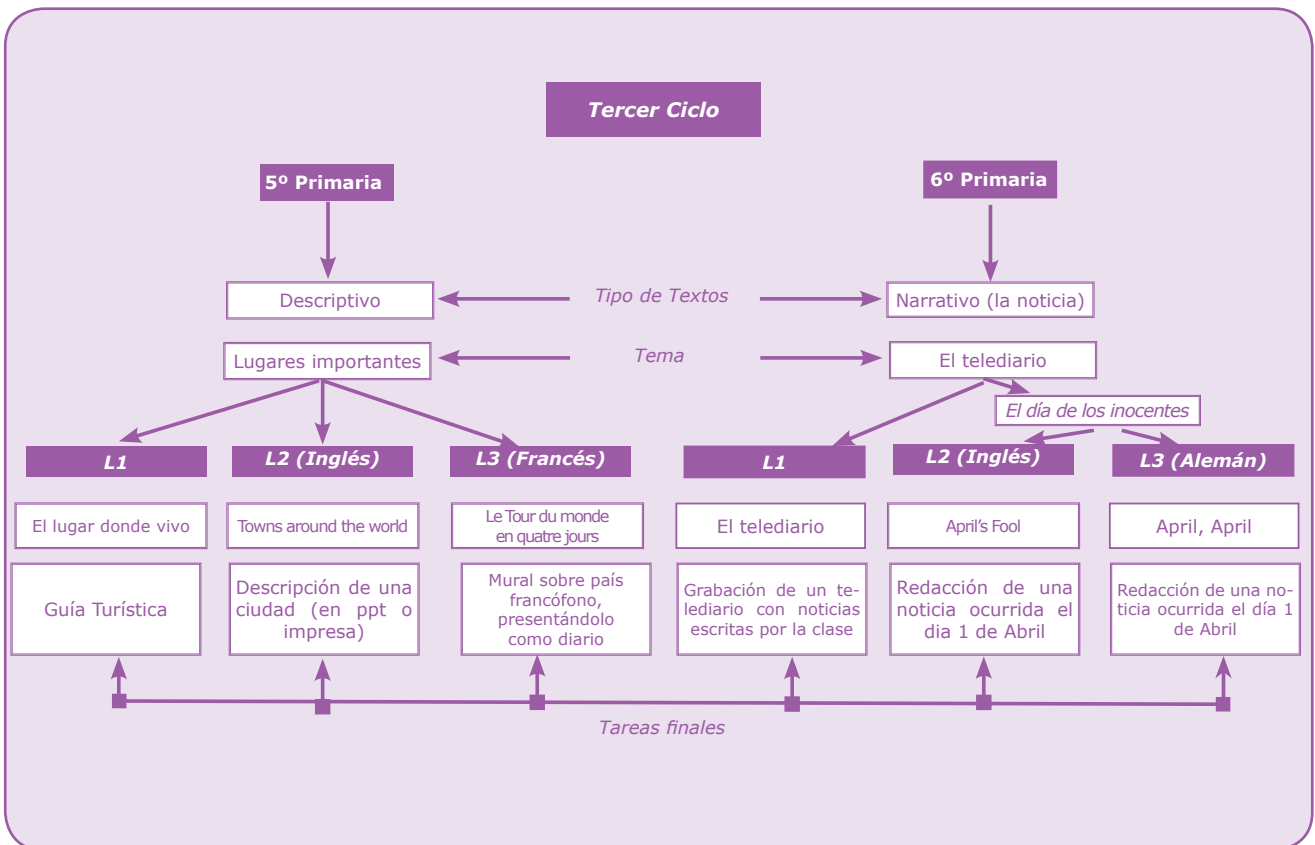 Tercer Ciclo
5º Primaria
6º Primaria
Descriptivo
Tipo de Textos
Narrativo (la noticia)
Lugares importantes
Tema
El telediario
El día de los inocentes
L1
L2 (Inglés)
L3 (Francés)
L1
L2 (Inglés)
L3 (Alemán)
El lugar donde vivo
Towns around the world
Le Tour du monde
en quatre jours
El telediario
April's Fool
April, April
Guía Turística
Descripción de una
ciudad (en ppt o
impresa)
Mural sobre país
francófono,
presentándolo
como diario
Grabación de un te-
lediario con noticias
escritas por la clase
Redacción de una
noticia ocurrida el
dia 1 de Abril
Redacción de una no-
ticia ocurrida el día 1
de Abril
Tareas finales